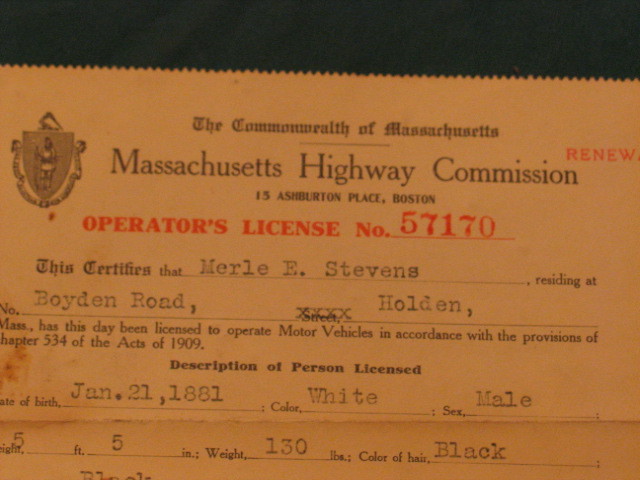 The Commonwealth of Massachusetts
Massachusetts Highway Commission
RENEWA
15 ASHBURTON PLACE, BOSTON
OPERATOR'S LICENSE No. 57170
This Certifies that Merle E. Stevens, residing at
No. Boyden Road, xxxx Street, Holden,
Mass., has this day been licensed to operate Motor Vehicles in accordance with the provisions of
hapter 534 of the Acts of 1909.
Description of Person Licensed
ate of birth, Jan. 21, 1881; Color, White; Sex, Male;
eight, 5 ft. 5 in.; Weight, 130 lbs.; Color of hair, Black;
Black